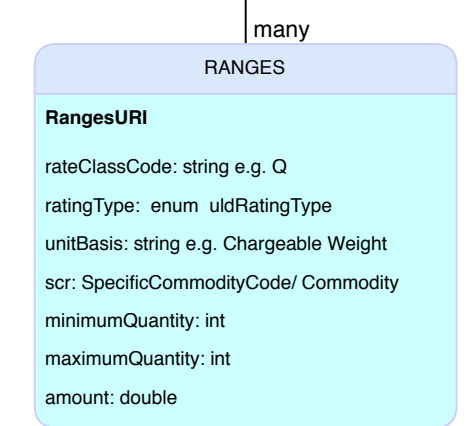 many
RANGES
RangesURI
rateClassCode: string e.g. Q
ratingType: enum uldRatingType
unitBasis: string e.g. Chargeable Weight
scr: SpecificCommodityCode/ Commodity
minimumQuantity: int
maximumQuantity: int
amount: double